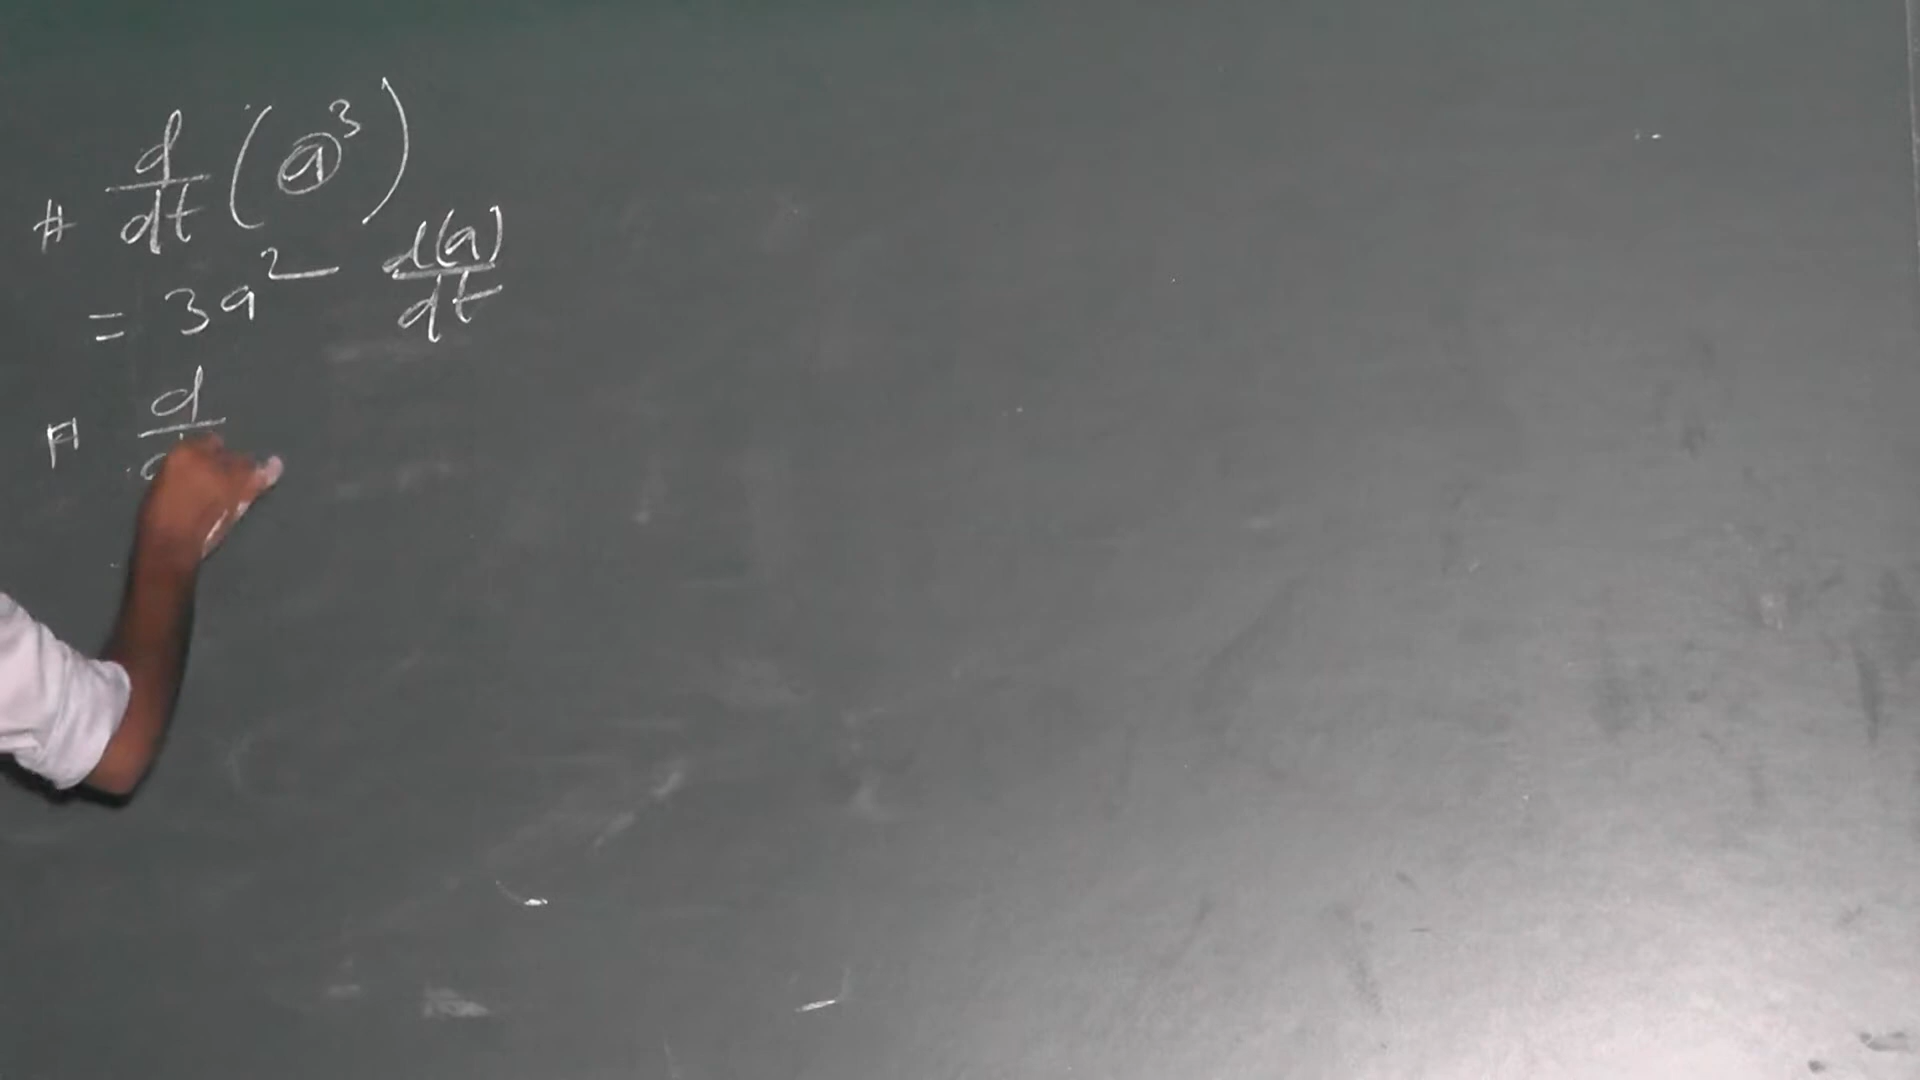 # d/dt (a³)
= 3a² d(a)/dt
# d/d